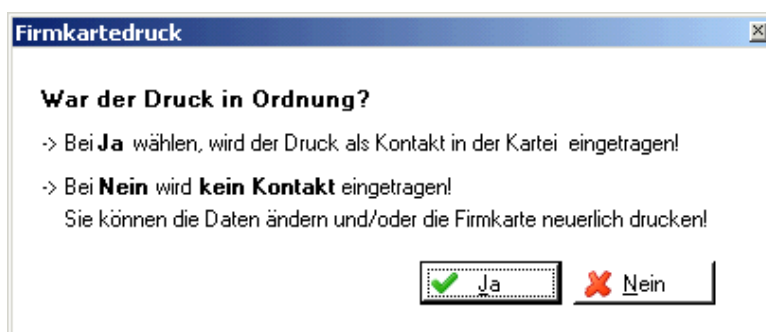 Firmkartedruck
War der Druck in Ordnung?
-> Bei Ja wählen, wird der Druck als Kontakt in der Kartei eingetragen!
-> Bei Nein wird kein Kontakt eingetragen!
Sie können die Daten ändern und/oder die Firmkarte neuerlich drucken!
Ja Nein